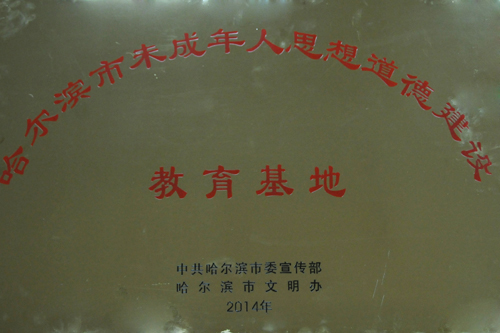 哈尔滨市未成年人思想道德建设
教育基地
中共哈尔滨市委宣传部
哈尔滨市文明办
2014年